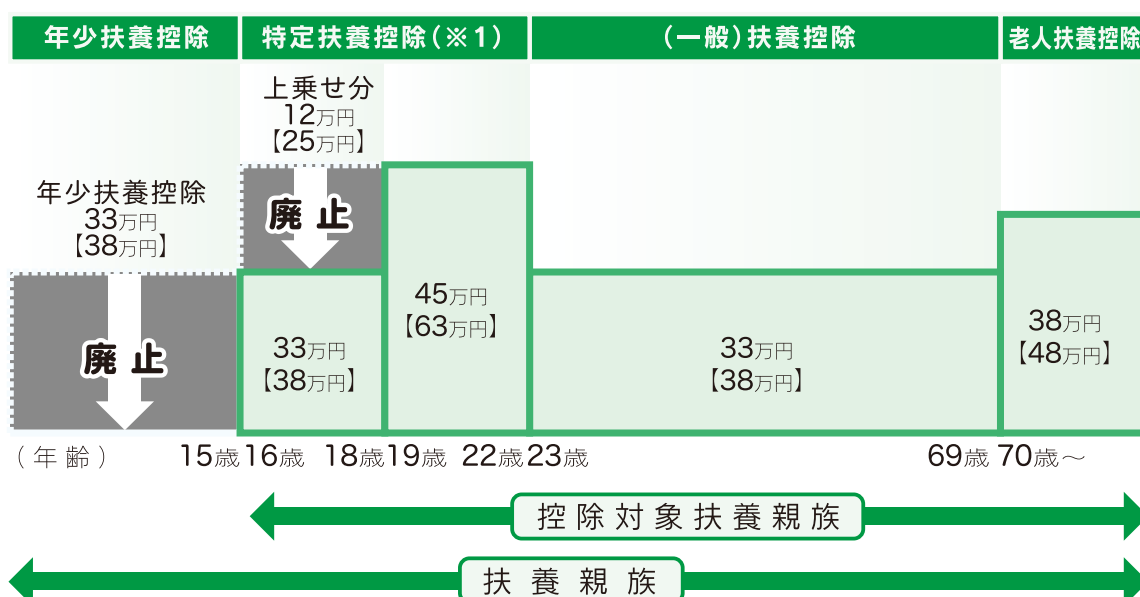 年少扶養控除
特定扶養控除(※1)
(一般)扶養控除
老人扶養控除
上乗せ分
12万円
【25万円】
年少扶養控除
33万円
【38万円】
廃止
廃止
33万円
【38万円】
45万円
【63万円】
33万円
【38万円】
38万円
【48万円】
(年齢) 15歳 16歳 18歳 19歳 22歳 23歳 69歳 70歳~
控除対象扶養親族
扶養親族